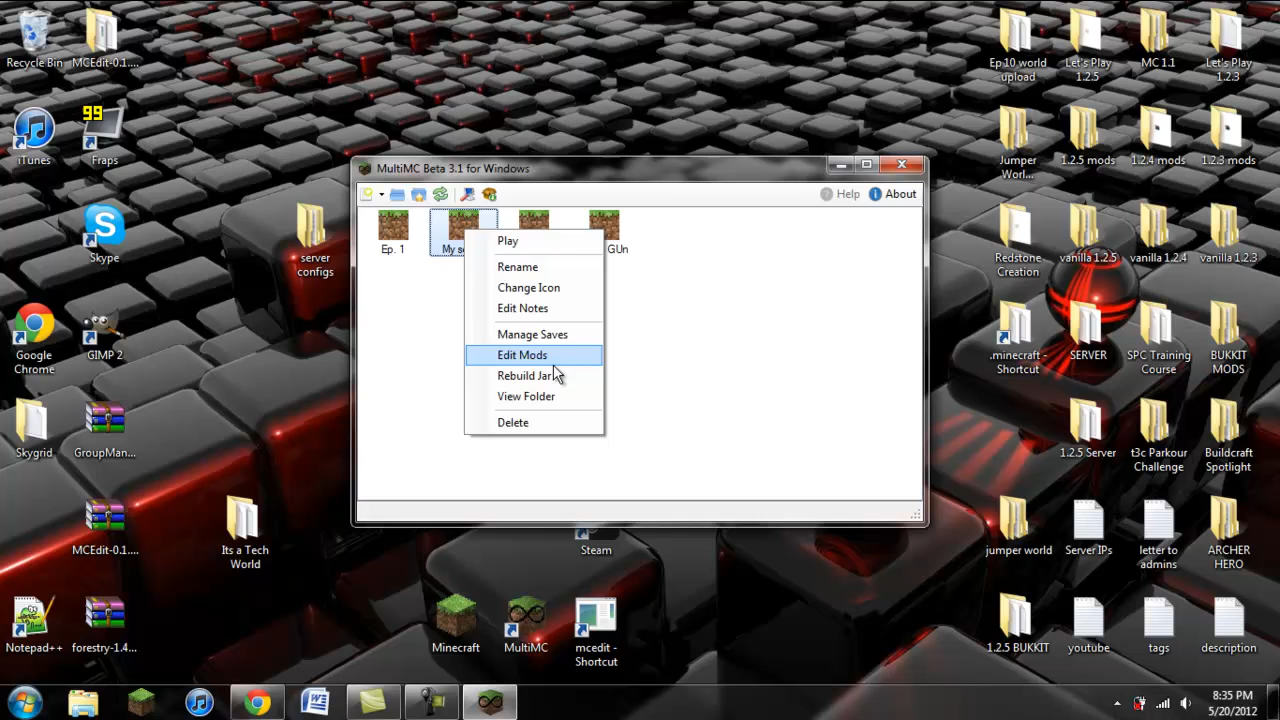 Recycle Bin
MCEdit-0.1....
iTunes
99
Fraps
Skype
server
configs
Google
Chrome
GIMP 2
Skygrid
GroupMan...
MCEdit-0.1....
Its a Tech
World
Notepad++
forestry-1.4...
MultiMC Beta 3.1 for Windows
Help
About
Ep. 1
My se
GUn
Play
Rename
Change Icon
Edit Notes
Manage Saves
Edit Mods
Rebuild Jar
View Folder
Delete
Steam
Minecraft
MultiMC
mcedit -
Shortcut
Ep 10 world
upload
Let's Play
1.2.5
MC 1.1
Let's Play
1.2.3
Jumper
Worl...
1.2.5 mods
1.2.4 mods
1.2.3 mods
Redstone
Creation
vanilla 1.2.5
vanilla 1.2.4
vanilla 1.2.3
.minecraft -
Shortcut
SERVER
SPC Training
Course
BUKKIT
MODS
1.2.5 Server
t3c Parkour
Challenge
Buildcraft
Spotlight
jumper world
Server IPs
letter to
admins
ARCHER
HERO
1.2.5 BUKKIT
youtube
tags
description
8:35 PM
5/20/2012